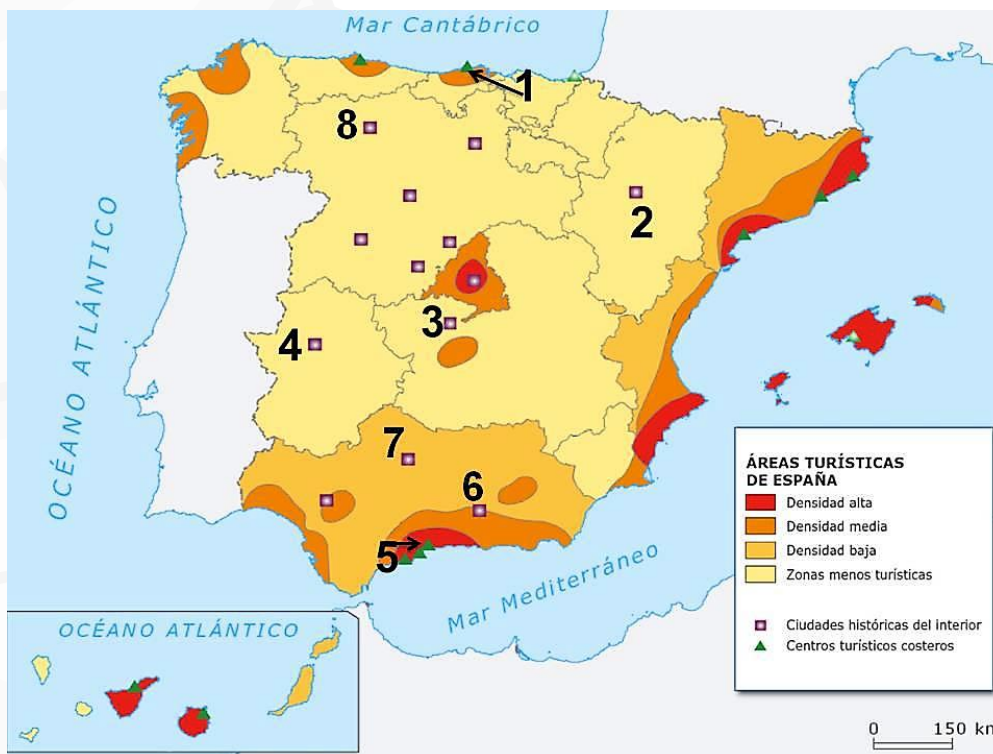 Mar Cantábrico
1
8
2
OCÉANO ATLÁNTICO
3
4
7
6
5
Mar Mediterráneo
OCÉANO ATLÁNTICO
ÁREAS TURÍSTICAS
DE ESPAÑA
Densidad alta
Densidad media
Densidad baja
Zonas menos turísticas
Ciudades históricas del interior
Centros turísticos costeros
0 150 km